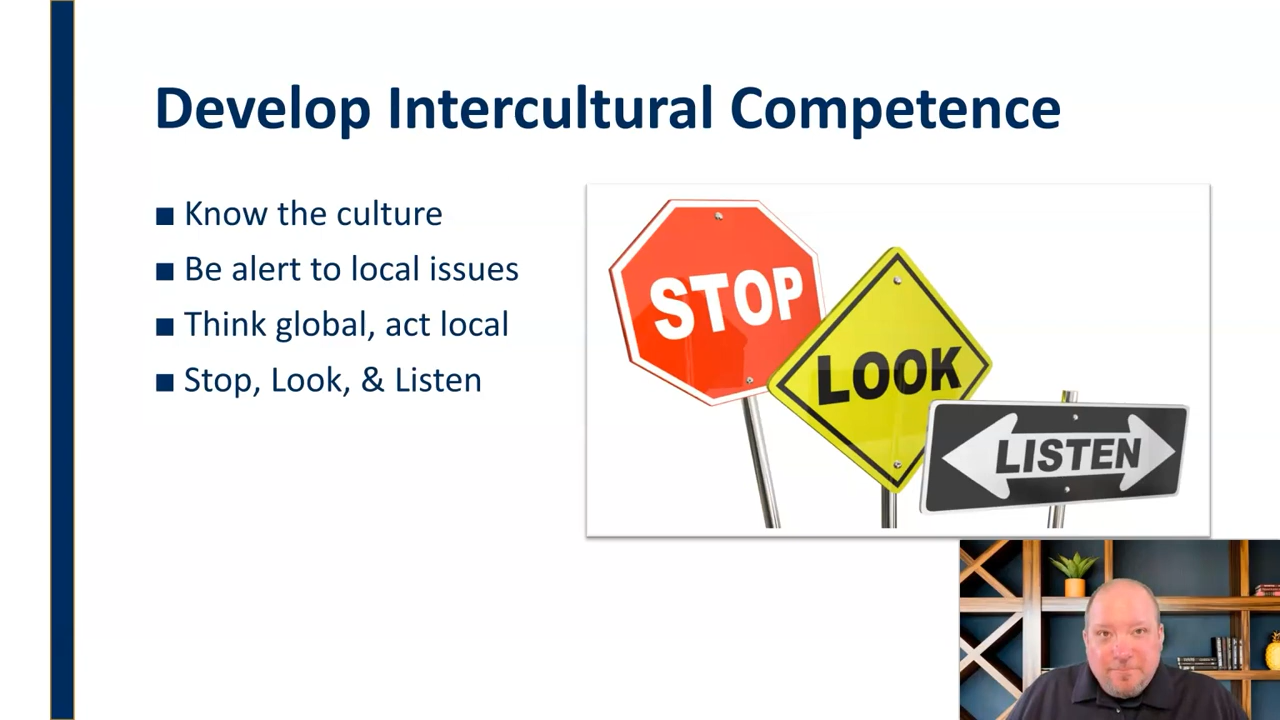 Develop Intercultural Competence
■ Know the culture
■ Be alert to local issues
■ Think global, act local
■ Stop, Look, & Listen
STOP
LOOK
LISTEN